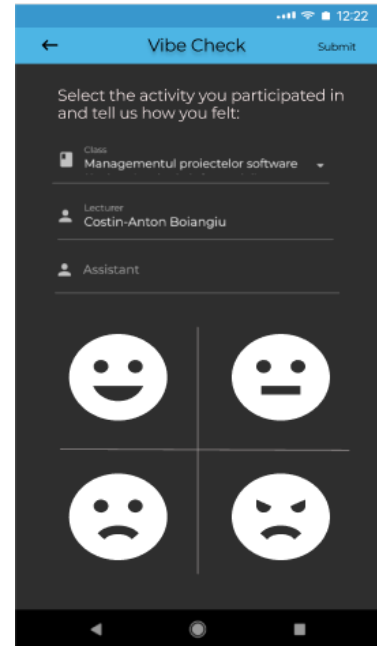 12:22
Vibe Check
Submit
Select the activity you participated in
and tell us how you felt:
Class
Managementul proiectelor software
Lecturer
Costin-Anton Boiangiu
Assistant